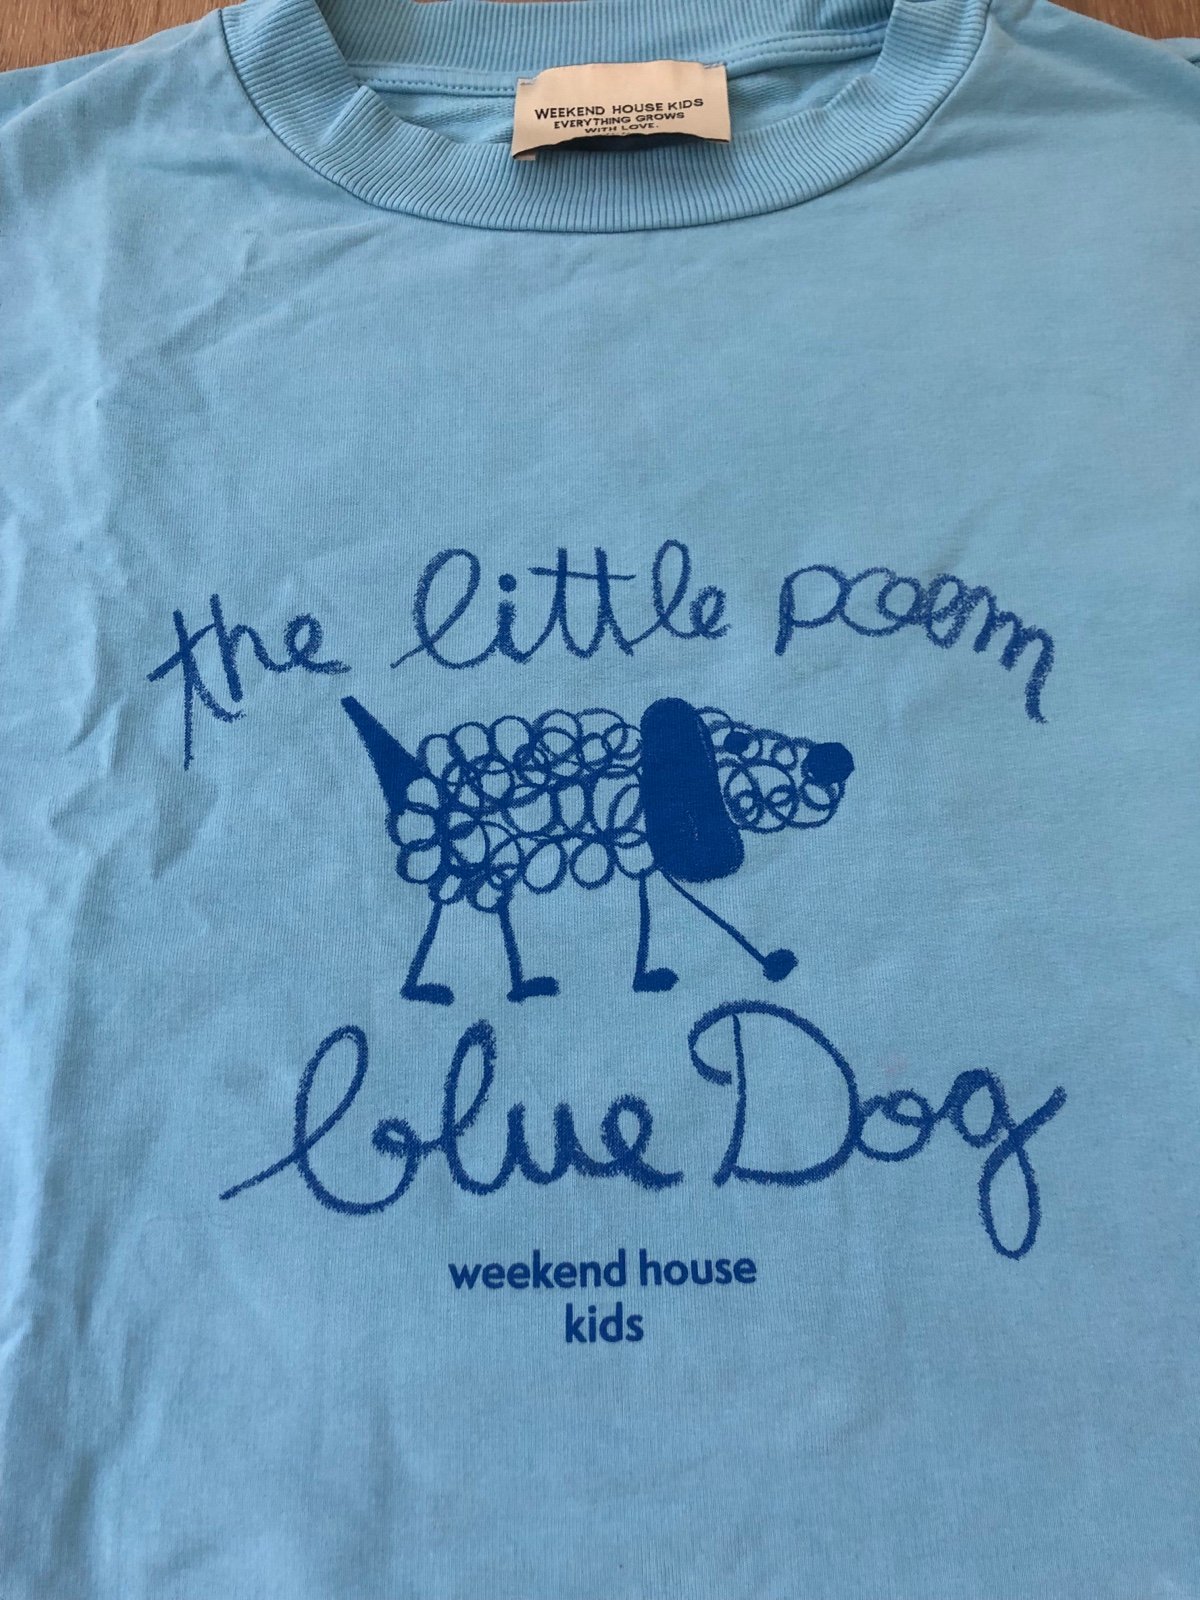 WEEKEND HOUSE KIDS
EVERYTHING GROWS
WITH LOVE.
the little poem
blue Dog
weekend house
kids